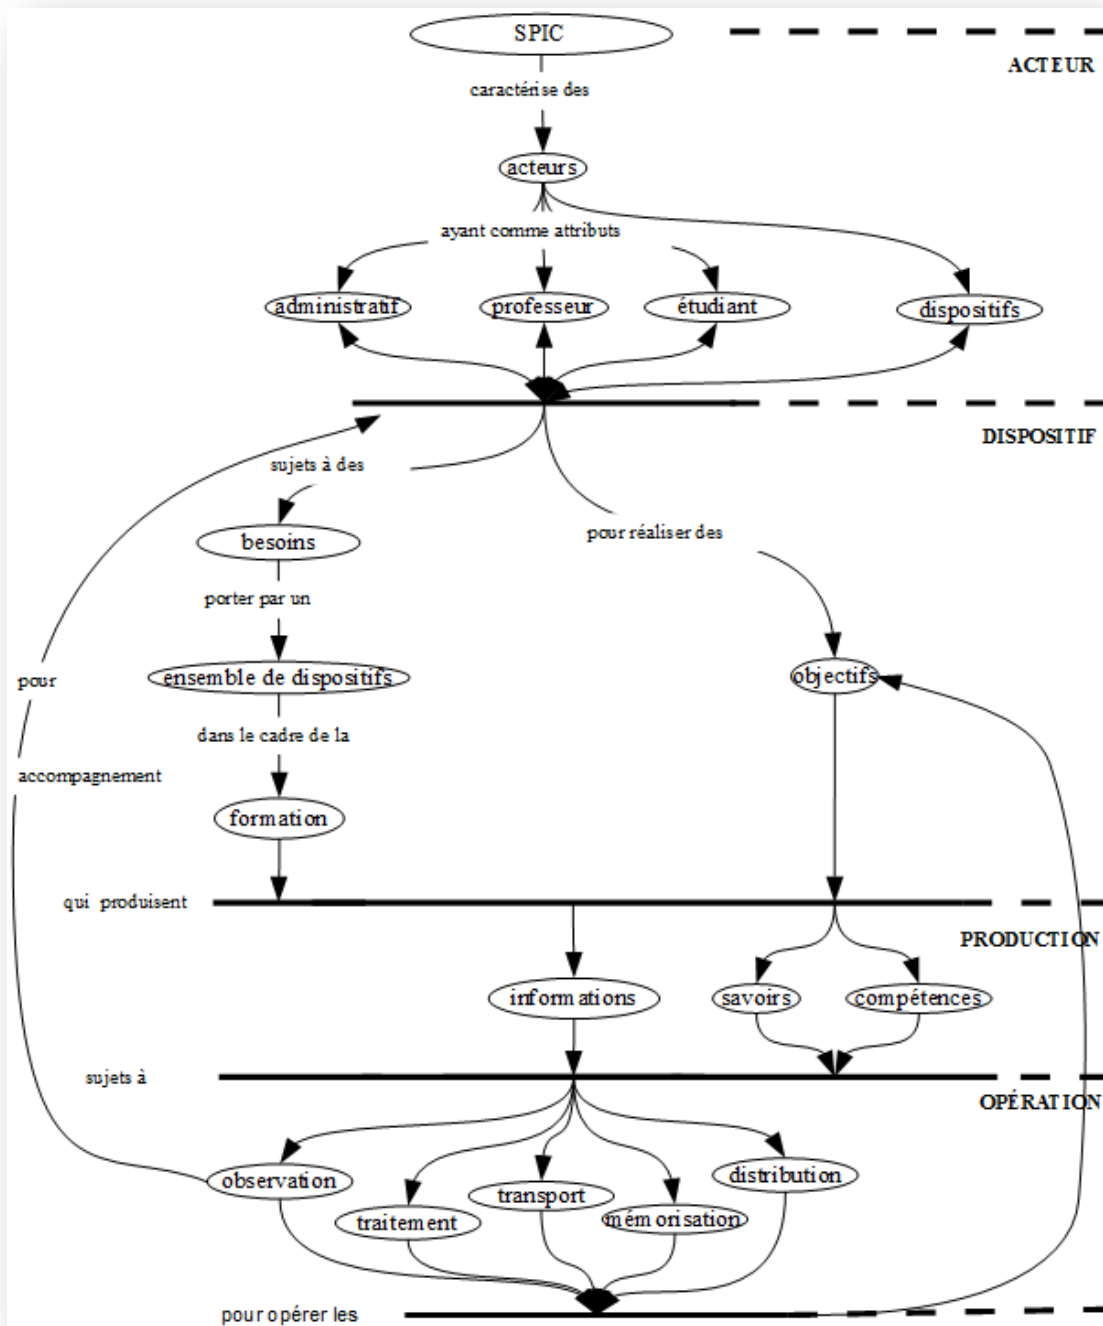 SPIC
ACTEUR
caractérise des
acteurs
ayant comme attributs
administratif
professeur
étudiant
dispositifs
DISPOSITIF
sujets à des
pour réaliser des
besoins
porter par un
ensemble de dispositifs
objectifs
pour
dans le cadre de la
accompagnement
formation
qui produisent
PRODUCTION
informations
savoirs
compétences
sujets à
OPÉRATION
observation
distribution
transport
traitement
mémorisation
pour opérer les